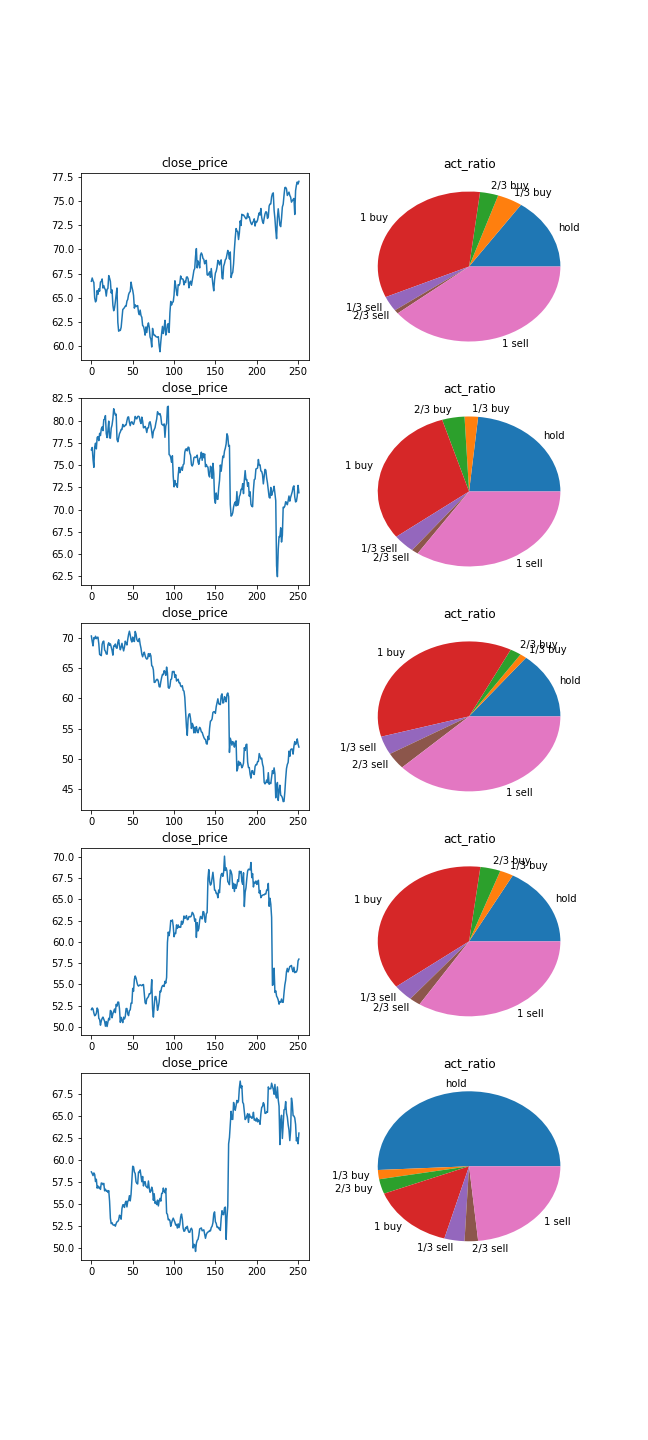 close_price
77.5
75.0
72.5
70.0
67.5
65.0
62.5
60.0
0 50 100 150 200 250
act_ratio
2/3 buy
1/3 buy
1 buy
hold
1/3 sell
2/3 sell
1 sell
close_price
82.5
80.0
77.5
75.0
72.5
70.0
67.5
65.0
62.5
0 50 100 150 200 250
act_ratio
2/3 buy
1/3 buy
hold
1 buy
1/3 sell
2/3 sell
1 sell
close_price
70
65
60
55
50
45
0 50 100 150 200 250
act_ratio
2/3 buy
1/3 buy
1 buy
hold
1/3 sell
2/3 sell
1 sell
close_price
70.0
67.5
65.0
62.5
60.0
57.5
55.0
52.5
50.0
0 50 100 150 200 250
act_ratio
2/3 buy
1/3 buy
1 buy
hold
1/3 sell
2/3 sell
1 sell
close_price
67.5
65.0
62.5
60.0
57.5
55.0
52.5
50.0
0 50 100 150 200 250
act_ratio
hold
1/3 buy
2/3 buy
1 buy
1/3 sell
2/3 sell
1 sell